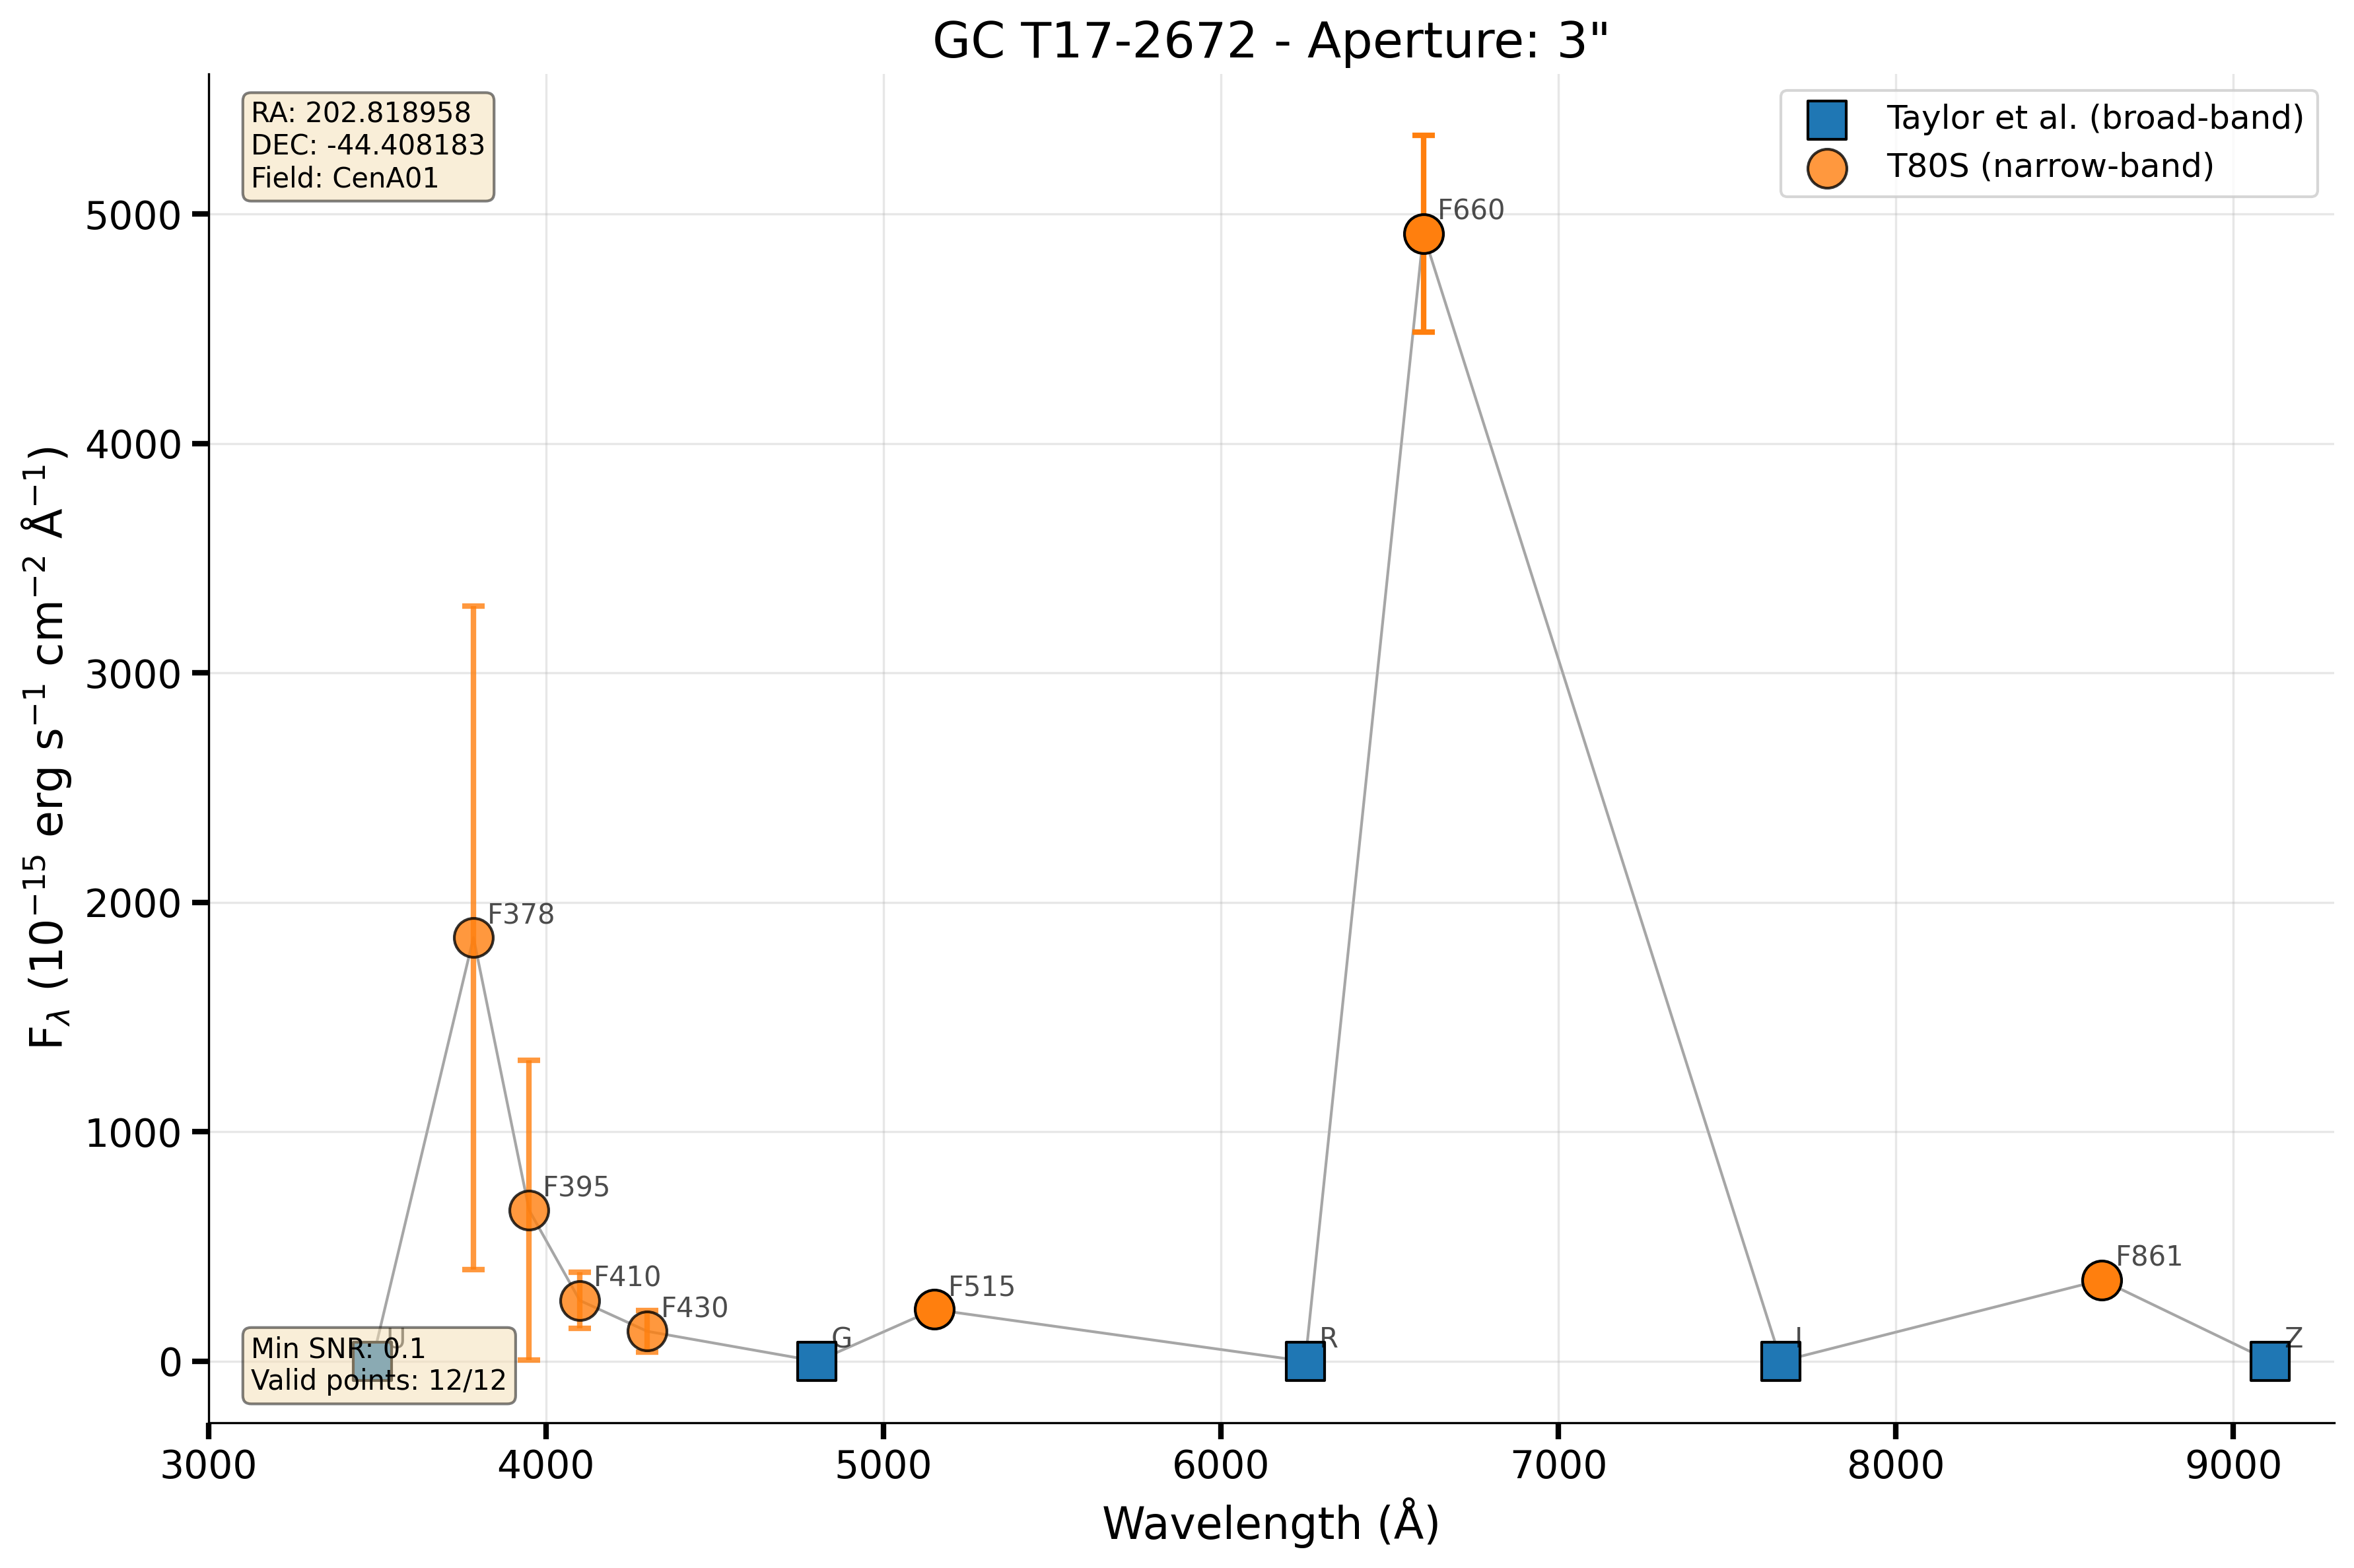 GC T17-2672 - Aperture: 3"
RA: 202.818958
DEC: -44.408183
Field: CenA01
Taylor et al. (broad-band)
T80S (narrow-band)
F660
F378
F395
F410
F430
F515
F861
U
G
R
I
Z
Min SNR: 0.1
Valid points: 12/12
5000
4000
3000
2000
1000
0
F_λ (10⁻¹⁵ erg s⁻¹ cm⁻² Å⁻¹)
3000 4000 5000 6000 7000 8000 9000
Wavelength (Å)